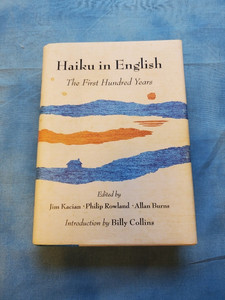 Haiku in English
The First Hundred Years
Edited by
Jim Kacian • Philip Rowland • Allan Burns
Introduction by Billy Collins